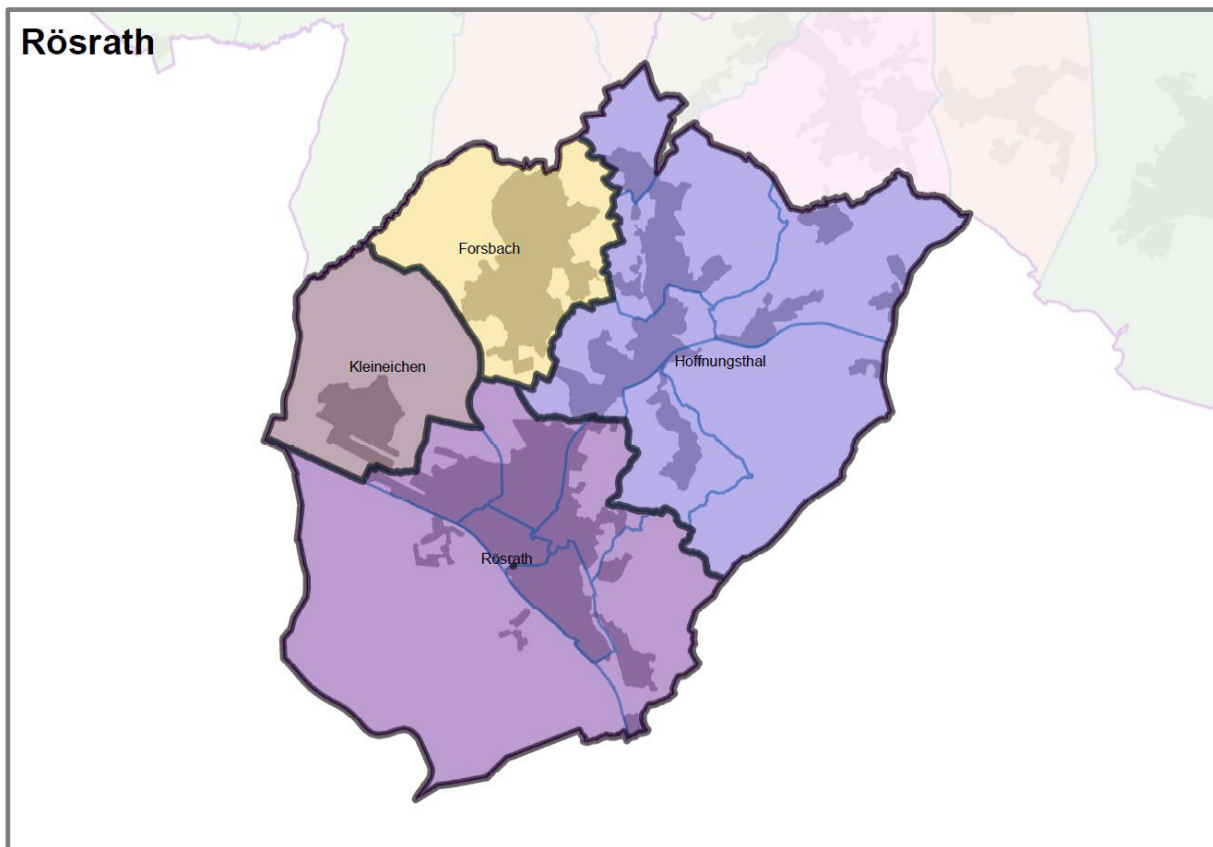 Rösrath
Forsbach
Kleineichen
Hoffnungsthal
Rösrath